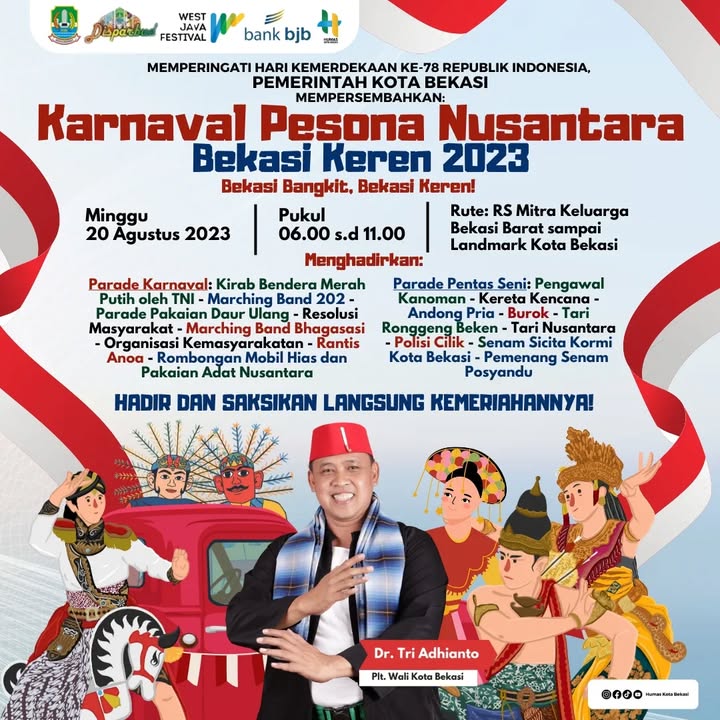 Disparbud
WEST
JAVA
FESTIVAL
bank bjb
MEMPERINGATI HARI KEMERDEKAAN KE-78 REPUBLIK INDONESIA,
PEMERINTAH KOTA BEKASI
MEMPERSEMBAHKAN:
Karnaval Pesona Nusantara
Bekasi Keren 2023
Bekasi Bangkit, Bekasi Keren!
Minggu
20 Agustus 2023
Pukul
06.00 s.d 11.00
Rute: RS Mitra Keluarga
Bekasi Barat sampai
Landmark Kota Bekasi
Menghadirkan:
Parade Karnaval: Kirab Bendera Merah
Putih oleh TNI - Marching Band 202 -
Parade Pakaian Daur Ulang - Resolusi
Masyarakat - Marching Band Bhagasasi
- Organisasi Kemasyarakatan - Rantis
Anoa - Rombongan Mobil Hias dan
Pakaian Adat Nusantara
Parade Pentas Seni: Pengawal
Kanoman - Kereta Kencana -
Andong Pria - Burok - Tari
Ronggeng Beken - Tari Nusantara
- Polisi Cilik - Senam Sicita Kormi
Kota Bekasi - Pemenang Senam
Posyandu
HADIR DAN SAKSIKAN LANGSUNG KEMERIAHANNYA!
Dr. Tri Adhianto
Plt. Wali Kota Bekasi
Humas Kota Bekasi